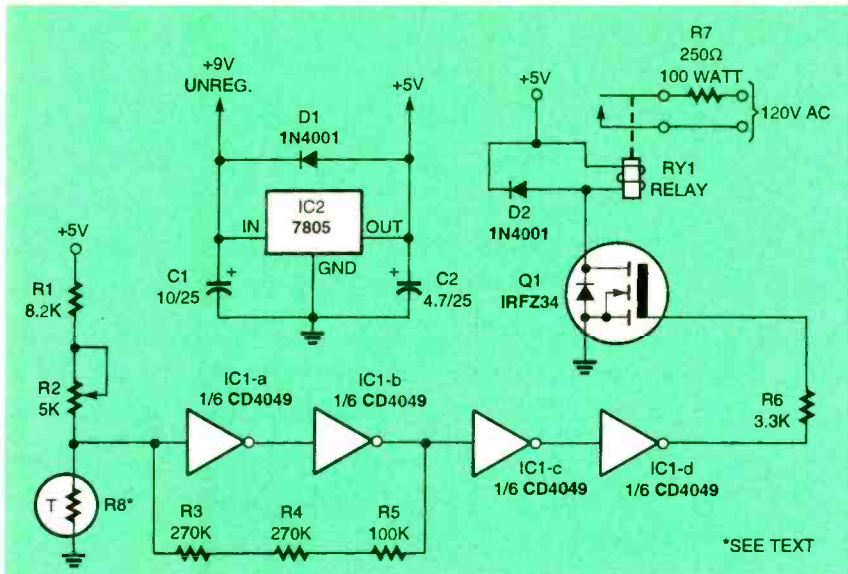 +9V
UNREG.
+5V
D1
1N4001
IC2
7805
IN
OUT
GND
C1
10/25
+
C2
4.7/25
+
+5V
R7
250Ω
100 WATT
120V AC
RY1
RELAY
D2
1N4001
Q1
IRFZ34
+5V
R1
8.2K
R2
5K
T
R8*
IC1-a
1/6 CD4049
IC1-b
1/6 CD4049
IC1-c
1/6 CD4049
IC1-d
1/6 CD4049
R6
3.3K
R3
270K
R4
270K
R5
100K
*SEE TEXT